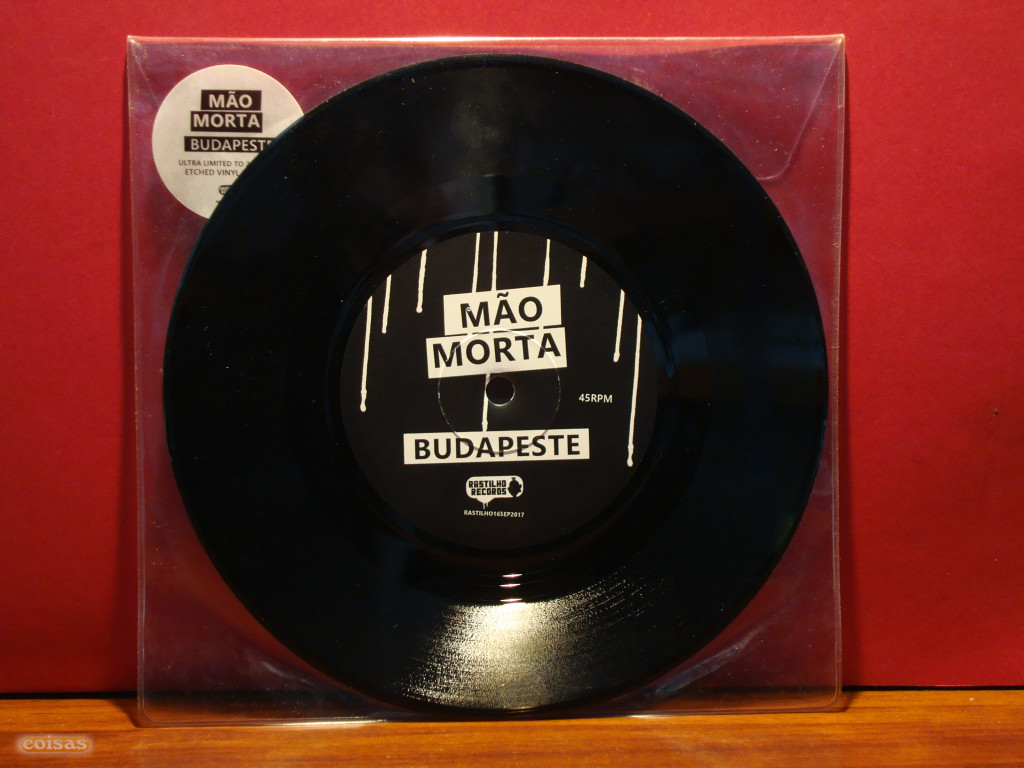 MÃO
MORTA
BUDAPESTE
ULTRA LIMITED TO
ETCHED VINYL
MÃO
MORTA
45RPM
BUDAPESTE
RASTILHO
RECORDS
RASTILHO165EP2017
coisas